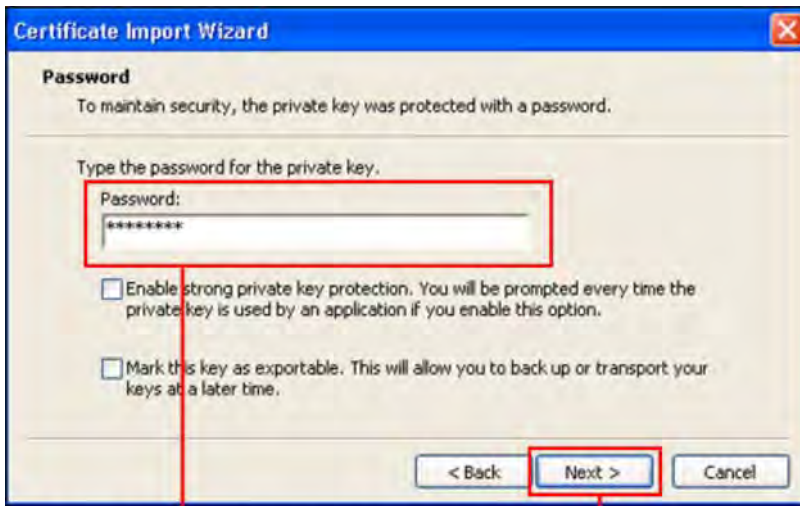 Certificate Import Wizard
Password
To maintain security, the private key was protected with a password.
Type the password for the private key.
Password:
********
Enable strong private key protection. You will be prompted every time the
private key is used by an application if you enable this option.
Mark this key as exportable. This will allow you to back up or transport your
keys at a later time.
< Back Next > Cancel